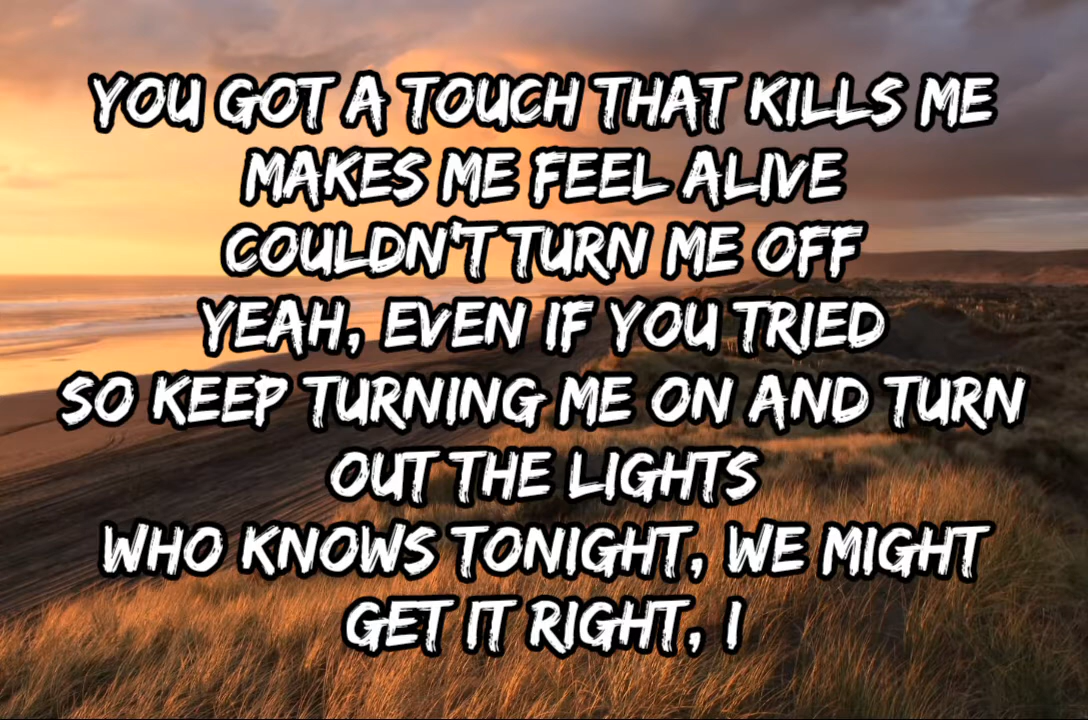 YOU GOT A TOUCH THAT KILLS ME
MAKES ME FEEL ALIVE
COULDN'T TURN ME OFF
YEAH, EVEN IF YOU TRIED
SO KEEP TURNING ME ON AND TURN
OUT THE LIGHTS
WHO KNOWS TONIGHT, WE MIGHT
GET IT RIGHT, I